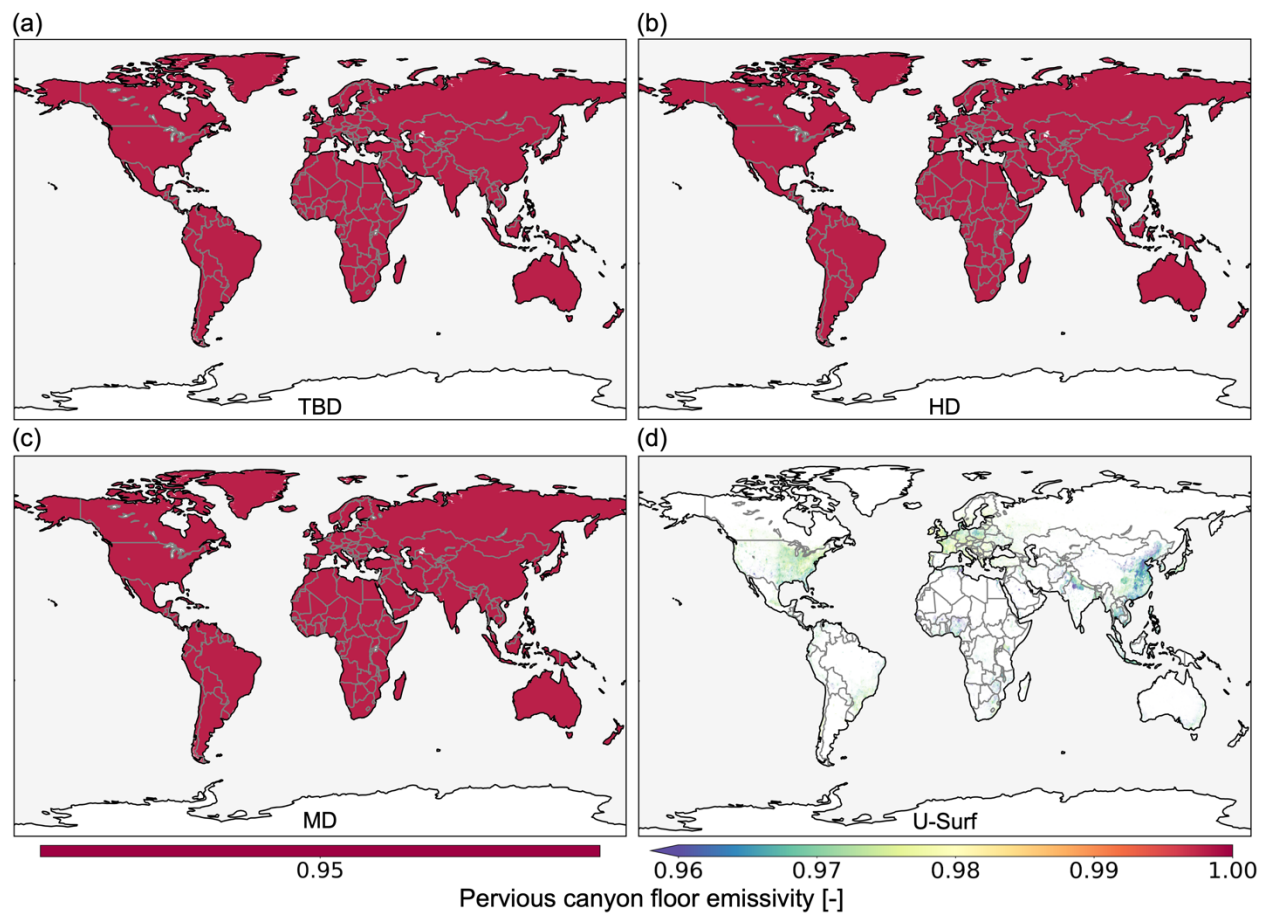 (a) (b)
TBD HD
(c) (d)
MD U-Surf
0.95 0.96 0.97 0.98 0.99 1.00
Pervious canyon floor emissivity [-]